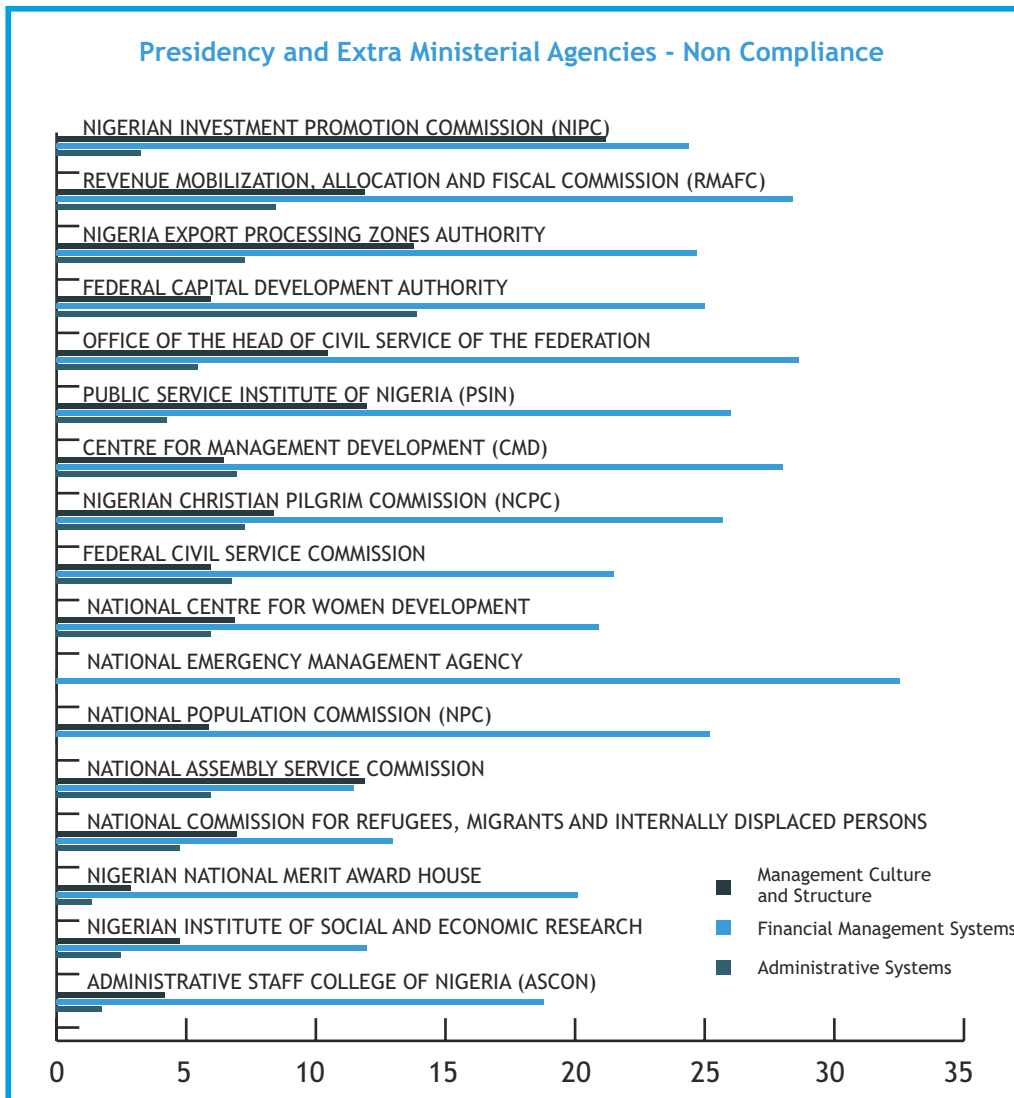 Presidency and Extra Ministerial Agencies - Non Compliance
NIGERIAN INVESTMENT PROMOTION COMMISSION (NIPC)
REVENUE MOBILIZATION, ALLOCATION AND FISCAL COMMISSION (RMAFC)
NIGERIA EXPORT PROCESSING ZONES AUTHORITY
FEDERAL CAPITAL DEVELOPMENT AUTHORITY
OFFICE OF THE HEAD OF CIVIL SERVICE OF THE FEDERATION
PUBLIC SERVICE INSTITUTE OF NIGERIA (PSIN)
CENTRE FOR MANAGEMENT DEVELOPMENT (CMD)
NIGERIAN CHRISTIAN PILGRIM COMMISSION (NCPC)
FEDERAL CIVIL SERVICE COMMISSION
NATIONAL CENTRE FOR WOMEN DEVELOPMENT
NATIONAL EMERGENCY MANAGEMENT AGENCY
NATIONAL POPULATION COMMISSION (NPC)
NATIONAL ASSEMBLY SERVICE COMMISSION
NATIONAL COMMISSION FOR REFUGEES, MIGRANTS AND INTERNALLY DISPLACED PERSONS
NIGERIAN NATIONAL MERIT AWARD HOUSE
NIGERIAN INSTITUTE OF SOCIAL AND ECONOMIC RESEARCH
ADMINISTRATIVE STAFF COLLEGE OF NIGERIA (ASCON)
Management Culture
and Structure
Financial Management Systems
Administrative Systems
0 5 10 15 20 25 30 35